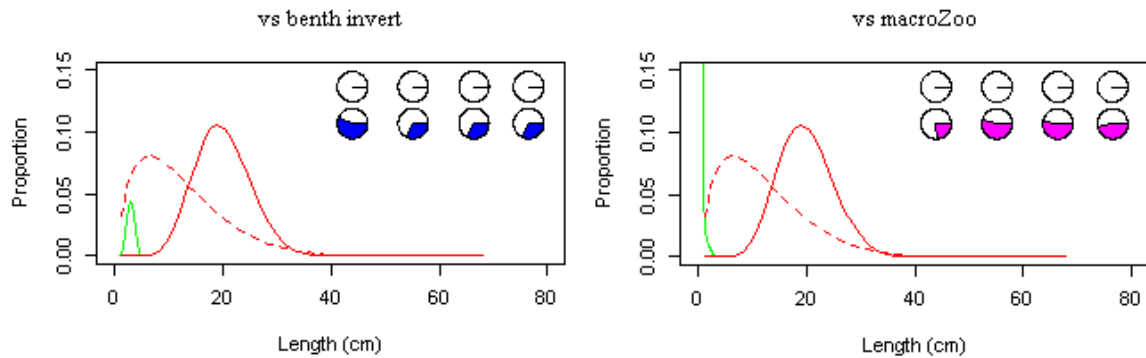 vs benth invert
Proportion
0.15
0.10
0.05
0.00
0 20 40 60 80
Length (cm)
vs macroZoo
Proportion
0.15
0.10
0.05
0.00
0 20 40 60 80
Length (cm)